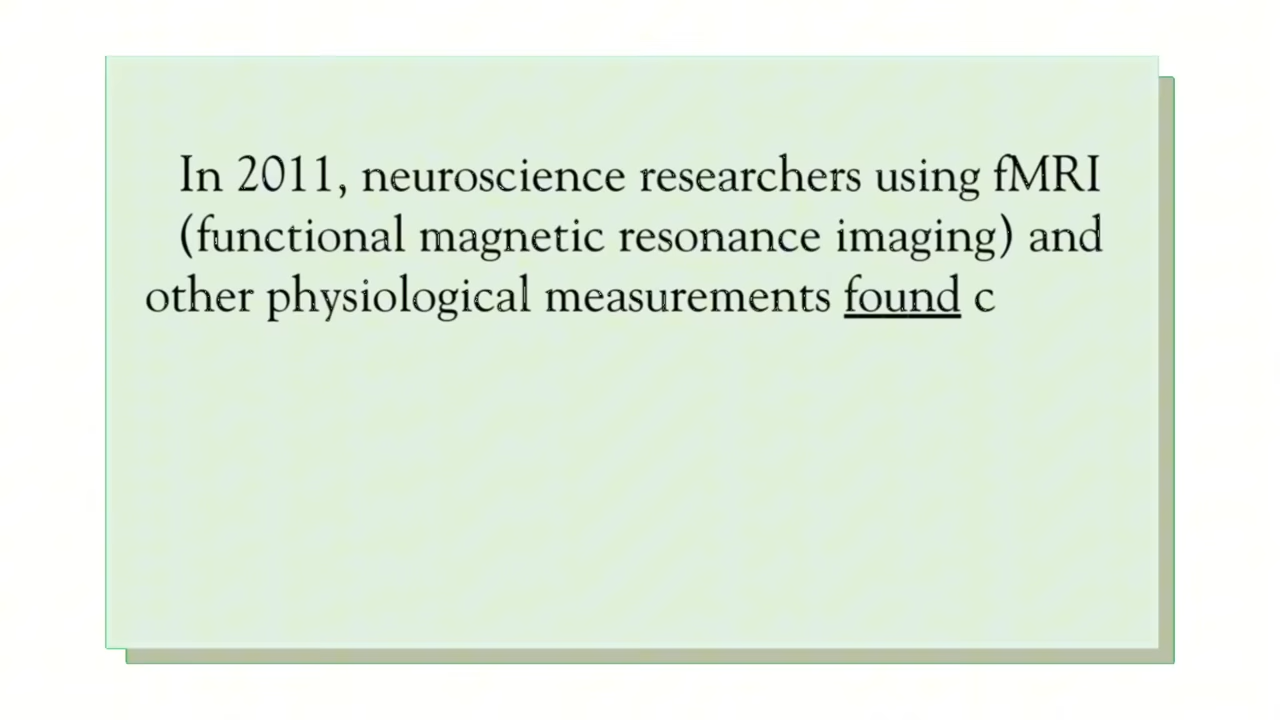 In 2011, neuroscience researchers using fMRI
(functional magnetic resonance imaging) and
other physiological measurements found c